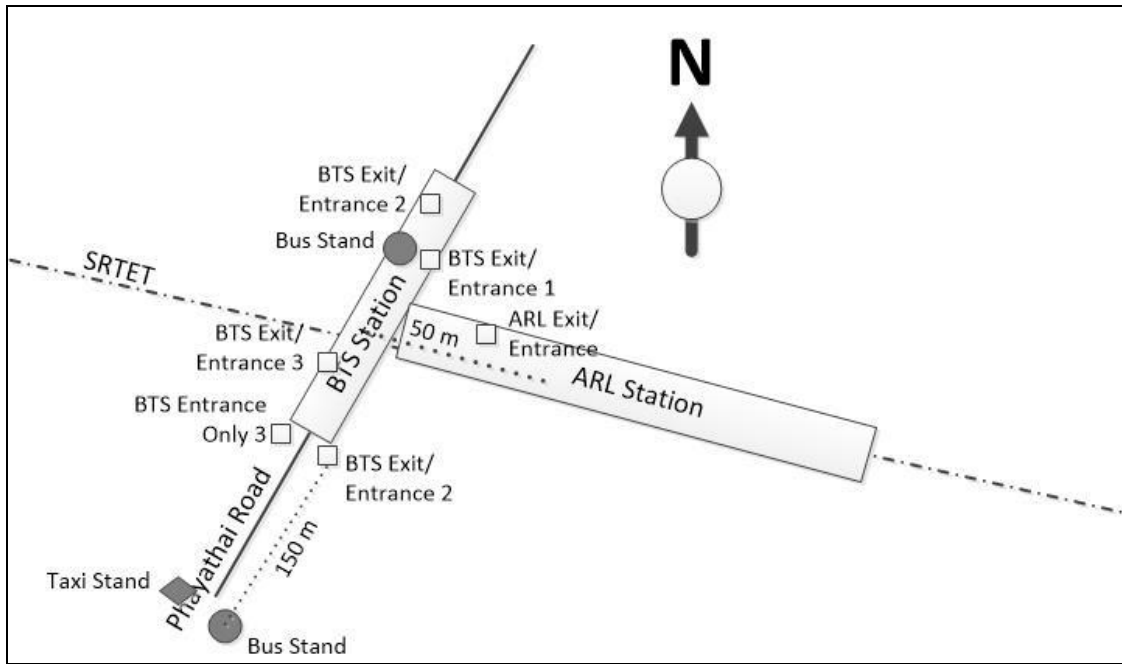 N
BTS Exit/
Entrance 2
Bus Stand
SRTET
BTS Exit/
Entrance 1
BTS Station
50 m
ARL Exit/
Entrance
BTS Exit/
Entrance 3
ARL Station
BTS Entrance
Only 3
BTS Exit/
Entrance 2
Phayathai Road
150 m
Taxi Stand
Bus Stand